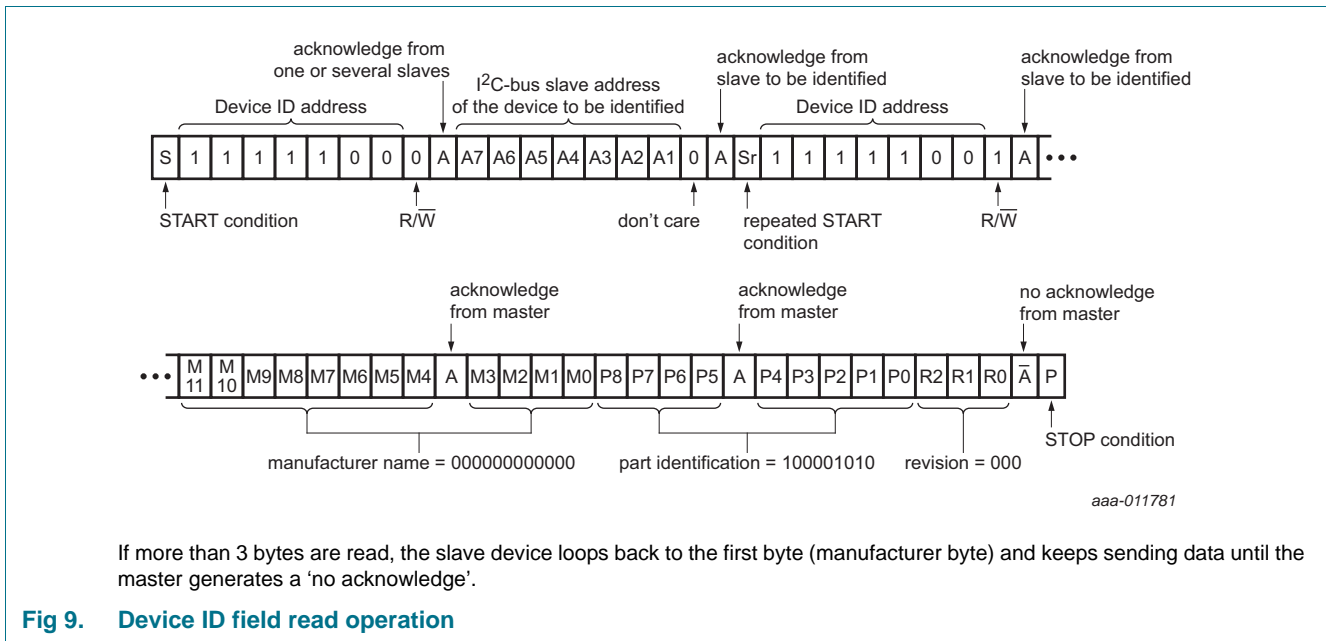 acknowledge from
one or several slaves
I2C-bus slave address
of the device to be identified
acknowledge from
slave to be identified
acknowledge from
slave to be identified
Device ID address
Device ID address
S 1 1 1 1 1 0 0 0 A A7 A6 A5 A4 A3 A2 A1 0 A Sr 1 1 1 1 1 0 0 1 A •••
START condition
R/W̅
don't care
repeated START
condition
R/W̅
acknowledge
from master
acknowledge
from master
no acknowledge
from master
••• M11 M10 M9 M8 M7 M6 M5 M4 A M3 M2 M1 M0 P8 P7 P6 P5 A P4 P3 P2 P1 P0 R2 R1 R0 A̅ P
STOP condition
manufacturer name = 000000000000
part identification = 100001010
revision = 000
aaa-011781
If more than 3 bytes are read, the slave device loops back to the first byte (manufacturer byte) and keeps sending data until the
master generates a ‘no acknowledge’.
Fig 9. Device ID field read operation